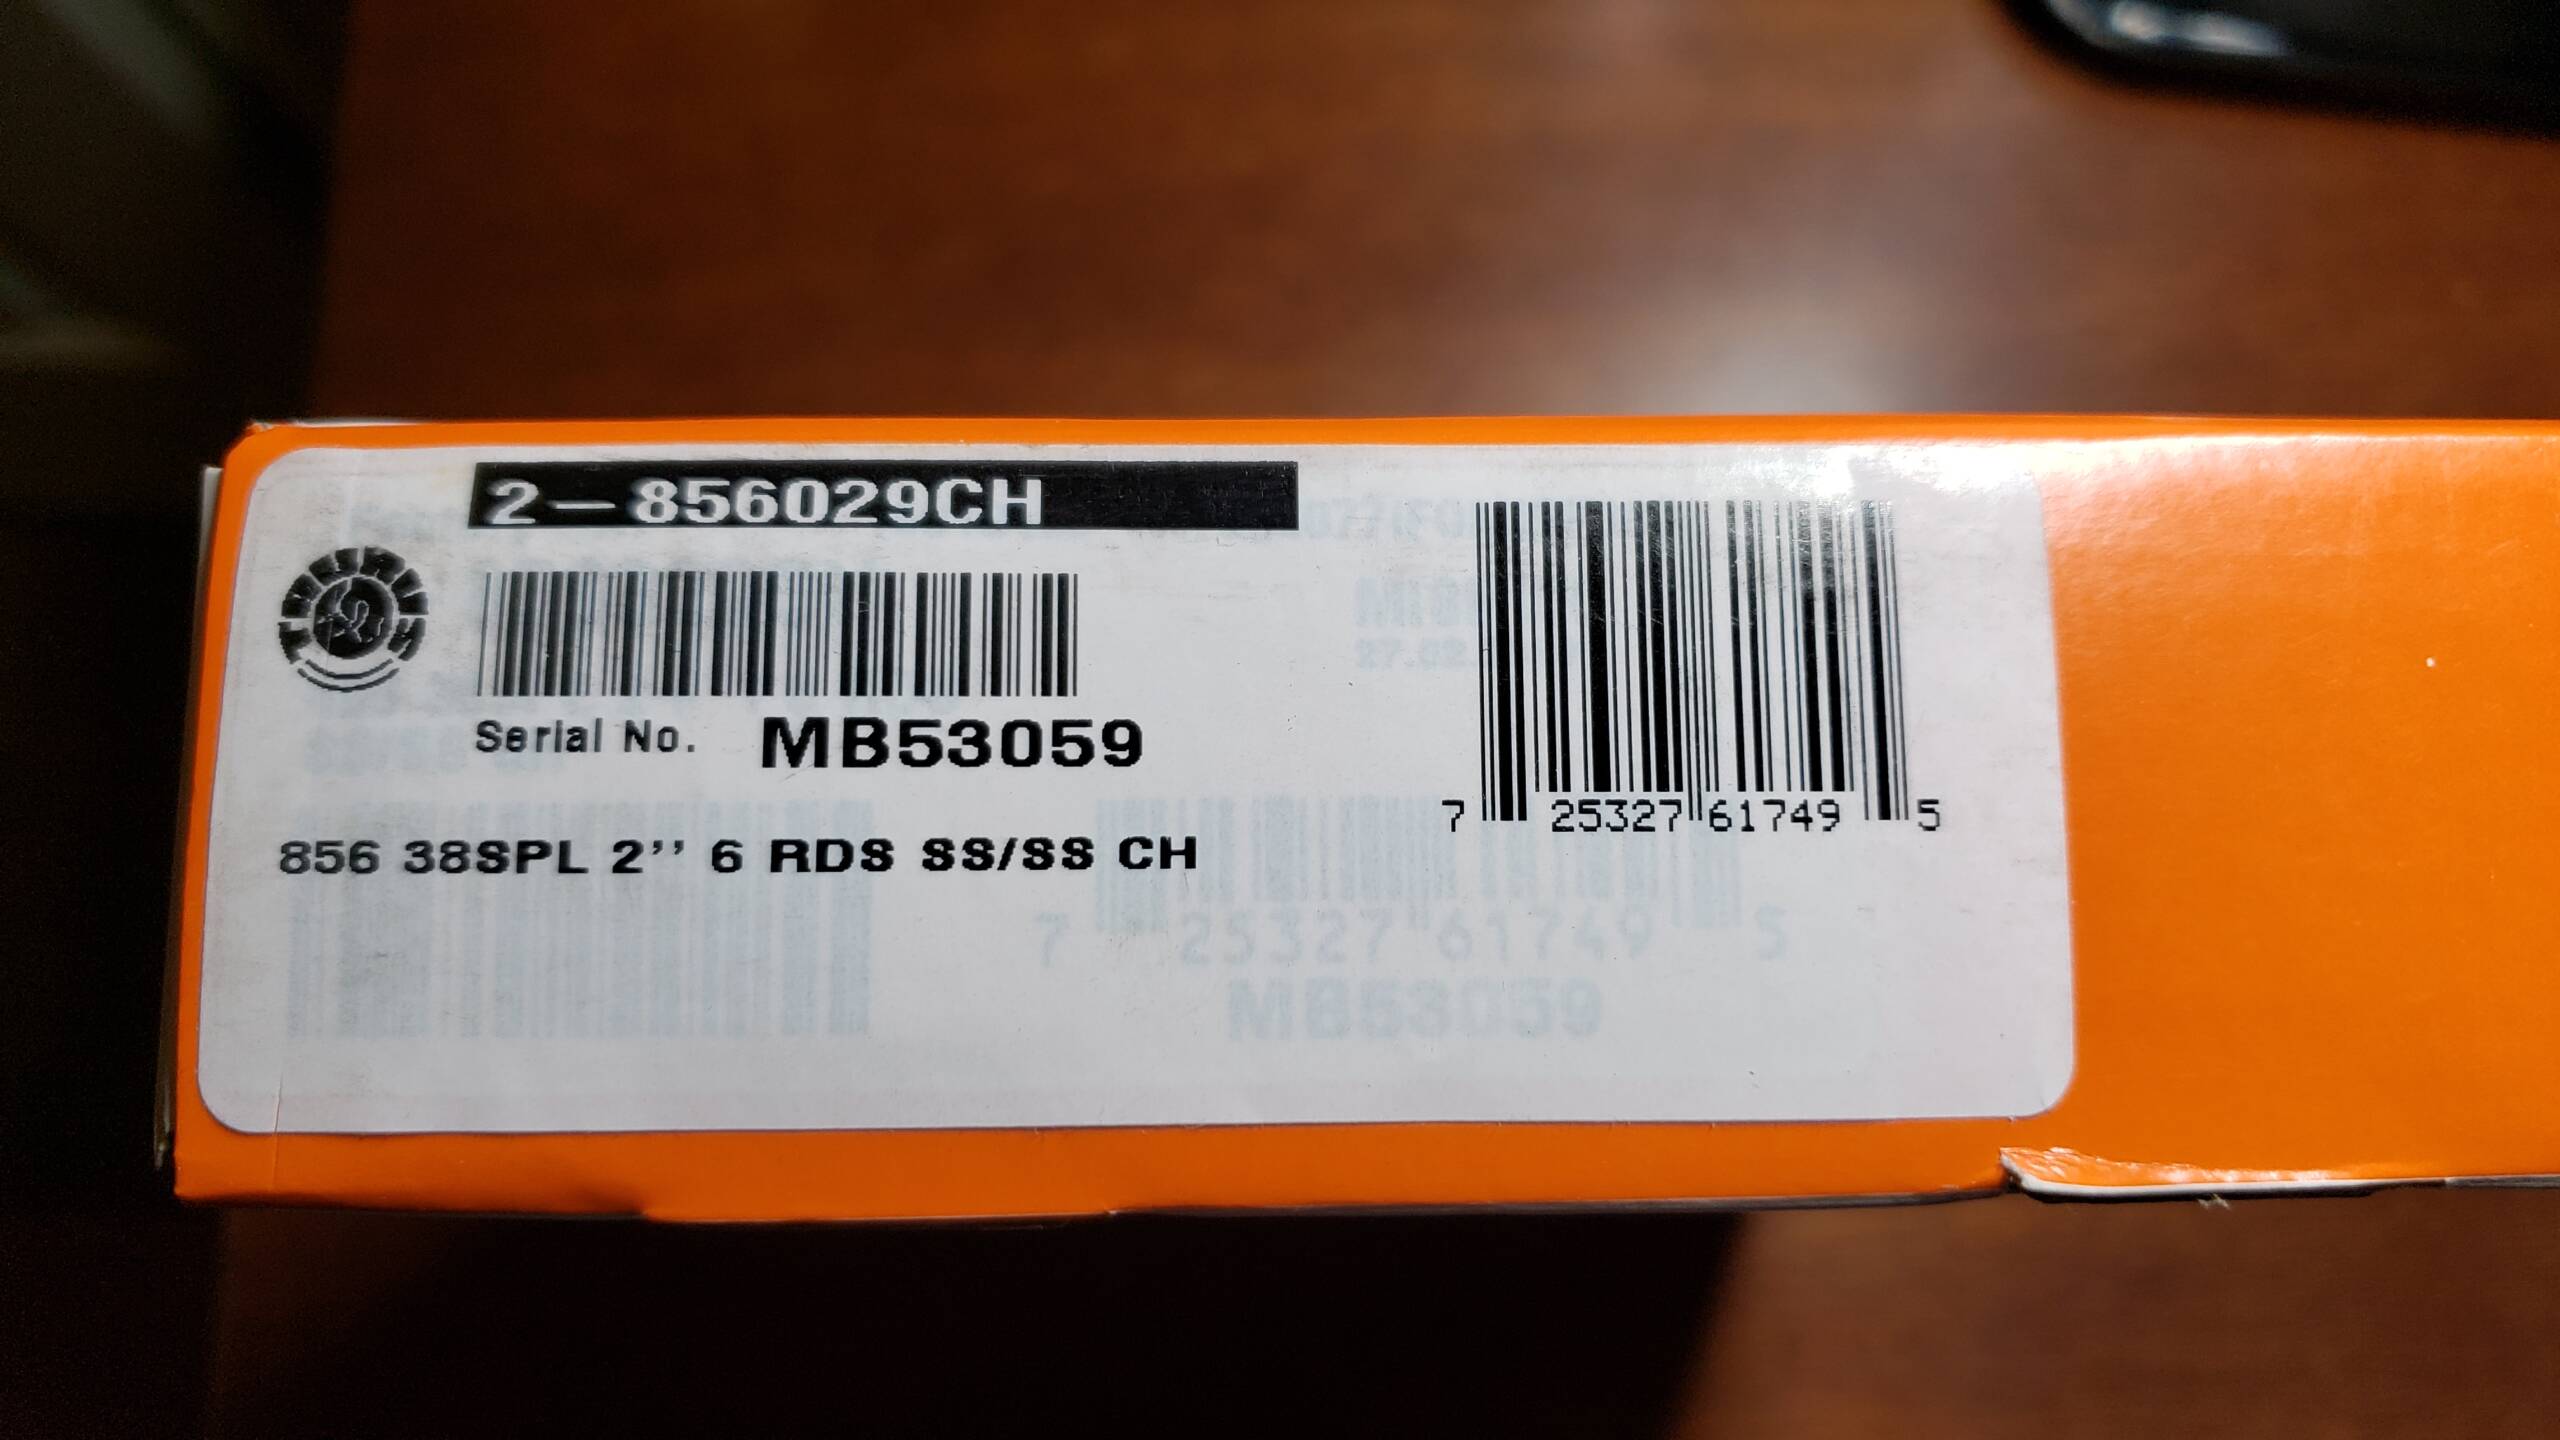 2-856029CH
TAURUS
Serial No. MB53059
7 25327 61749 5
856 38SPL 2'' 6 RDS SS/SS CH
7 25327 61749 5
MB53059